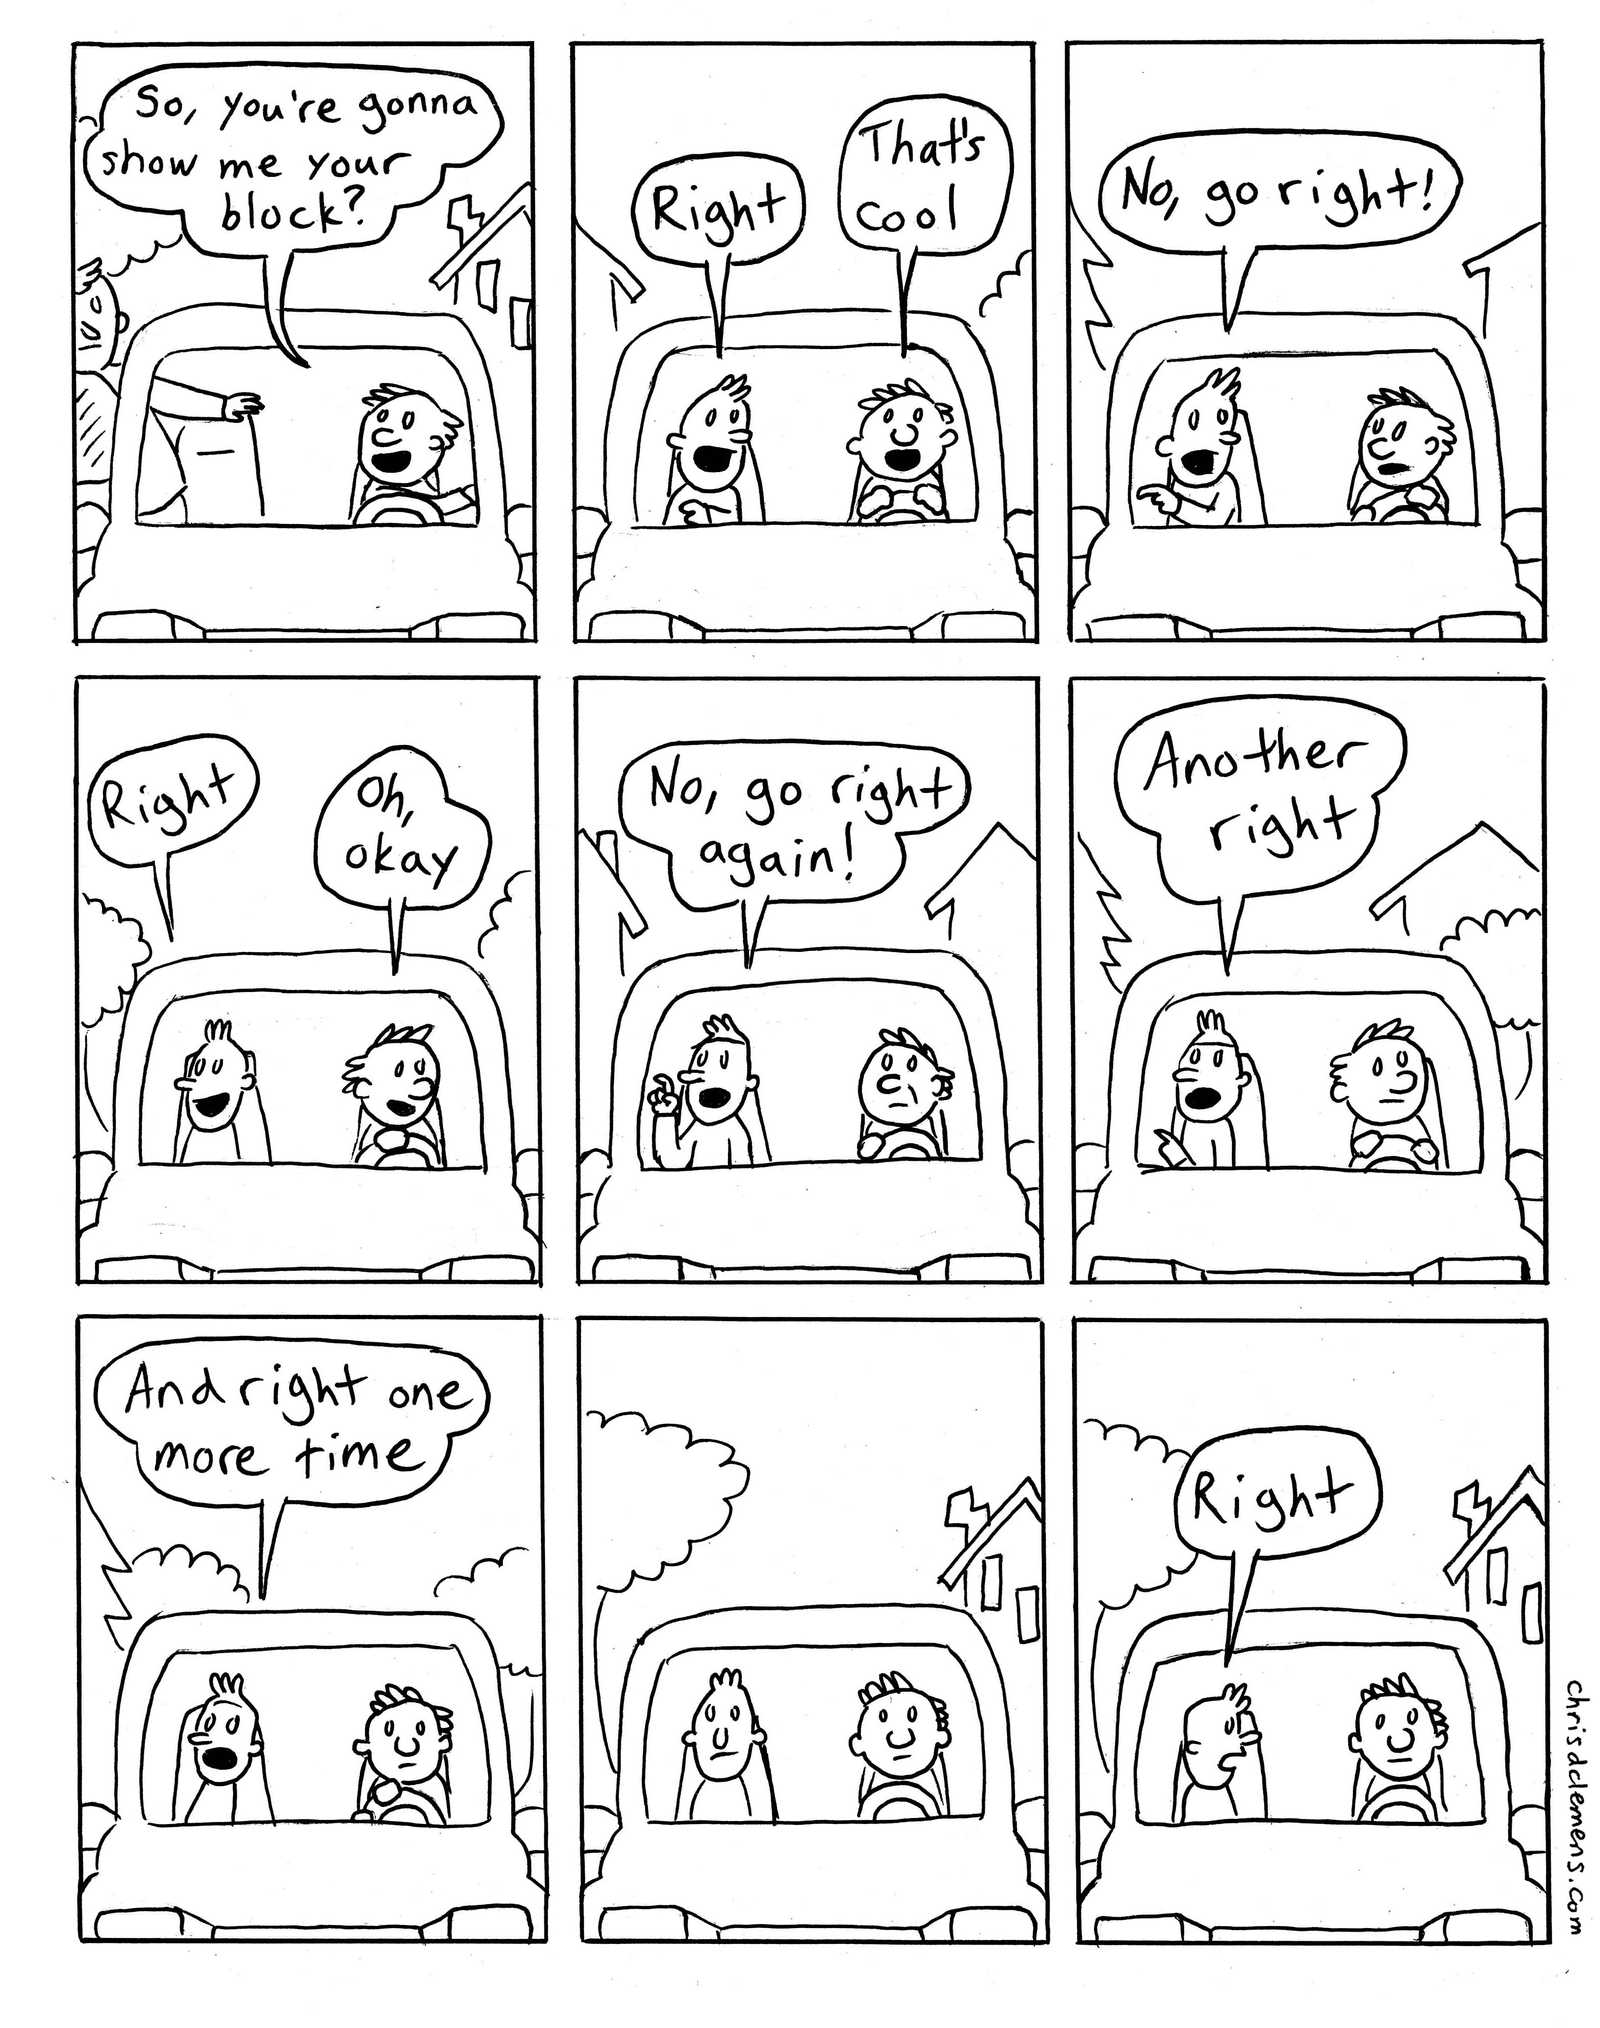 So, you're gonna
show me your
block?
Right
That's
cool
No, go right!
Right
Oh,
okay
No, go right
again!
Another
right
And right one
more time
Right
chrisddemens.com